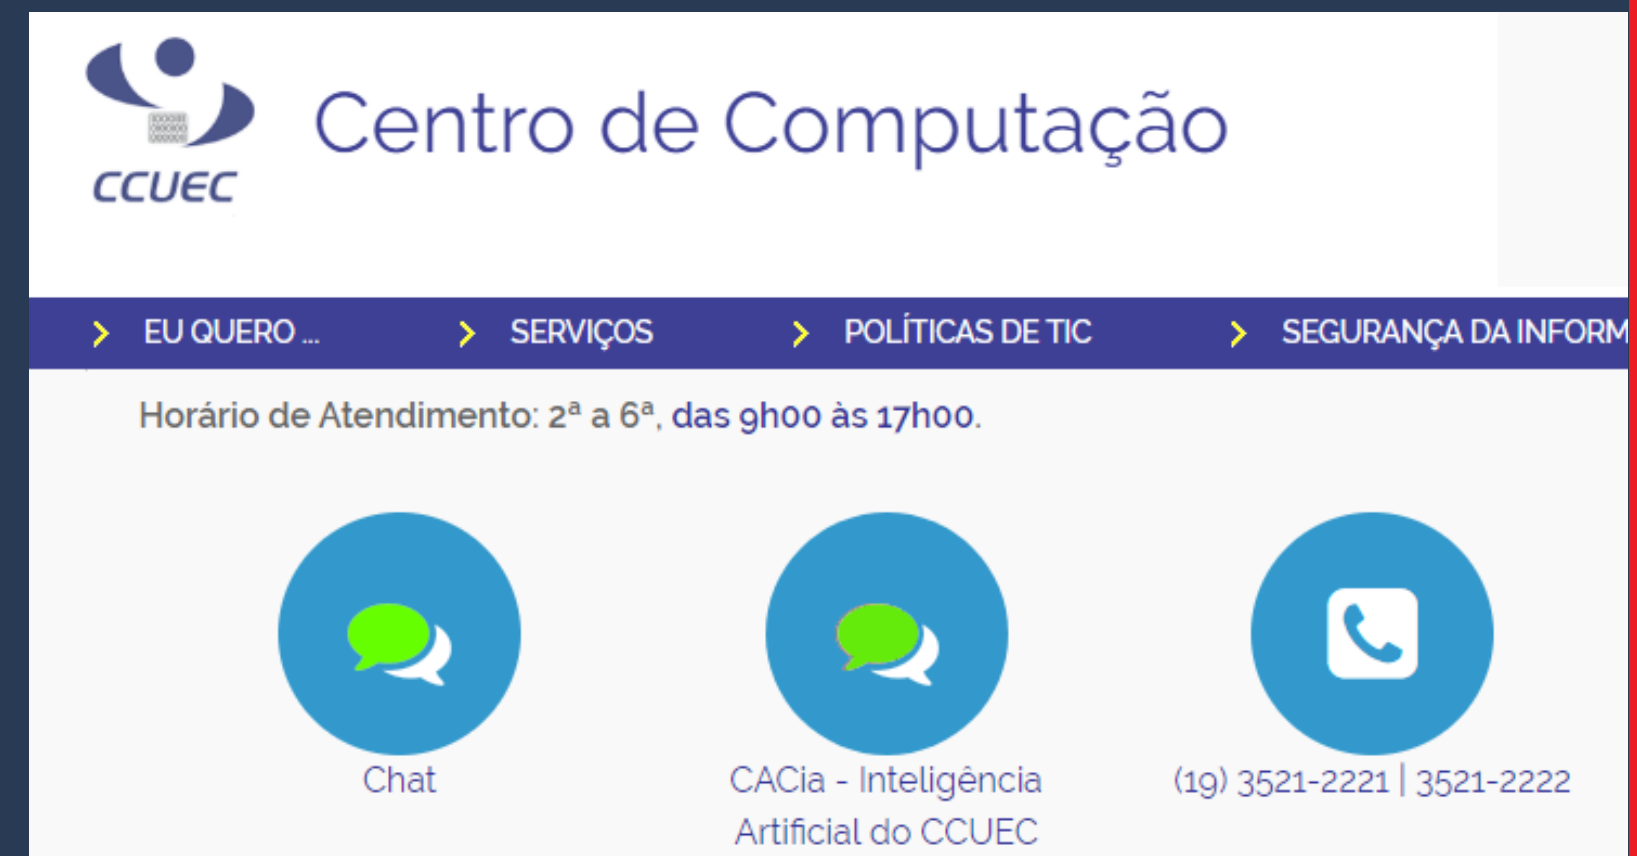 CCUEC
Centro de Computação
EU QUERO ...
SERVIÇOS
POLÍTICAS DE TIC
SEGURANÇA DA INFORM
Horário de Atendimento: 2ª a 6ª, das 9h00 às 17h00.
Chat
CACia - Inteligência
Artificial do CCUEC
(19) 3521-2221 | 3521-2222